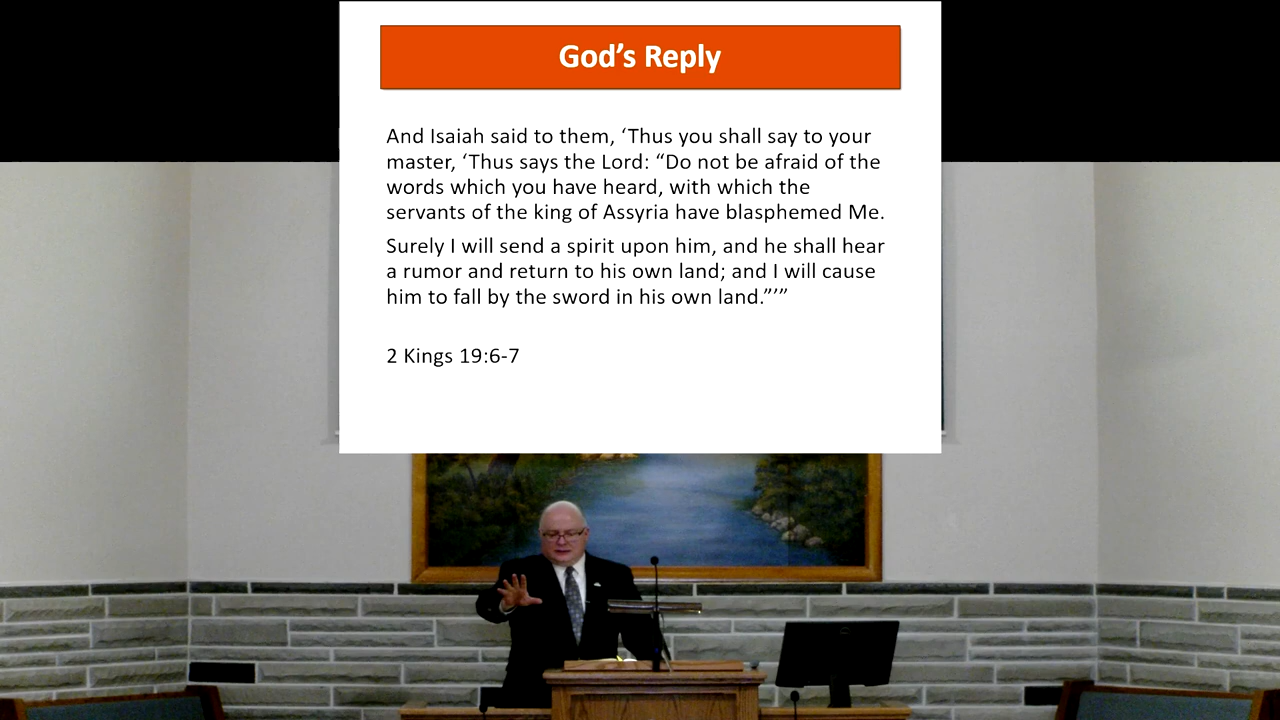 God’s Reply
And Isaiah said to them, ‘Thus you shall say to your
master, ‘Thus says the Lord: “Do not be afraid of the
words which you have heard, with which the
servants of the king of Assyria have blasphemed Me.
Surely I will send a spirit upon him, and he shall hear
a rumor and return to his own land; and I will cause
him to fall by the sword in his own land.”’”
2 Kings 19:6-7